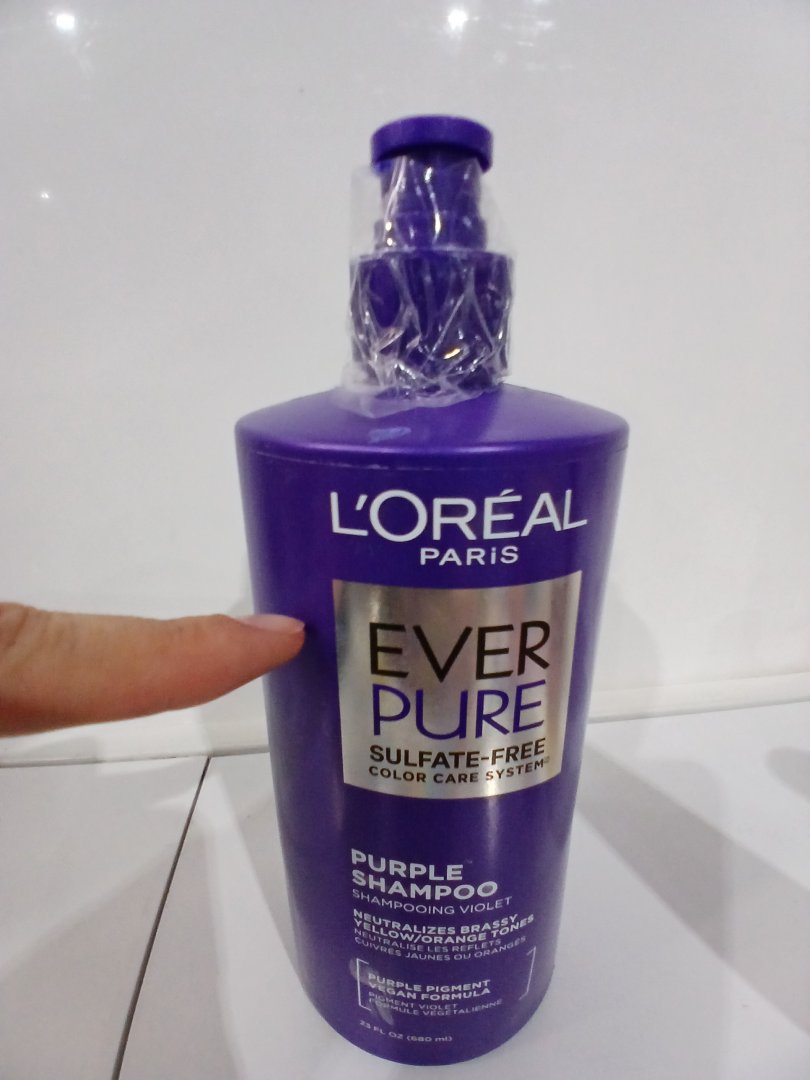 L'ORÉAL
PARiS
EVER
PURE
SULFATE-FREE
COLOR CARE SYSTEM
PURPLE
SHAMPOO
SHAMPOOING VIOLET
NEUTRALIZES BRASSY
YELLOW/ORANGE TONES
NEUTRALISE LES REFLETS
CUIVRÉS JAUNES OU ORANGÉS
PURPLE PIGMENT
VEGAN FORMULA
PIGMENT VIOLET
FORMULE VÉGÉTALIENNE
23 FL OZ (680 ml)